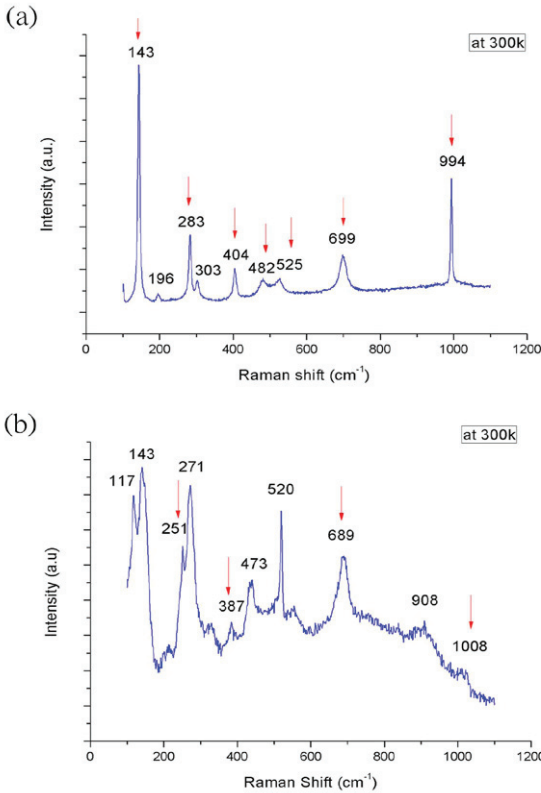 (a)
at 300k
143
994
283
699
404
525
303
482
196
Intensity (a.u.)
0 200 400 600 800 1000 1200
Raman shift (cm⁻¹)
(b)
at 300k
143
271
117
520
251
689
473
387
908
1008
Intensity (a.u)
0 200 400 600 800 1000 1200
Raman Shift (cm⁻¹)